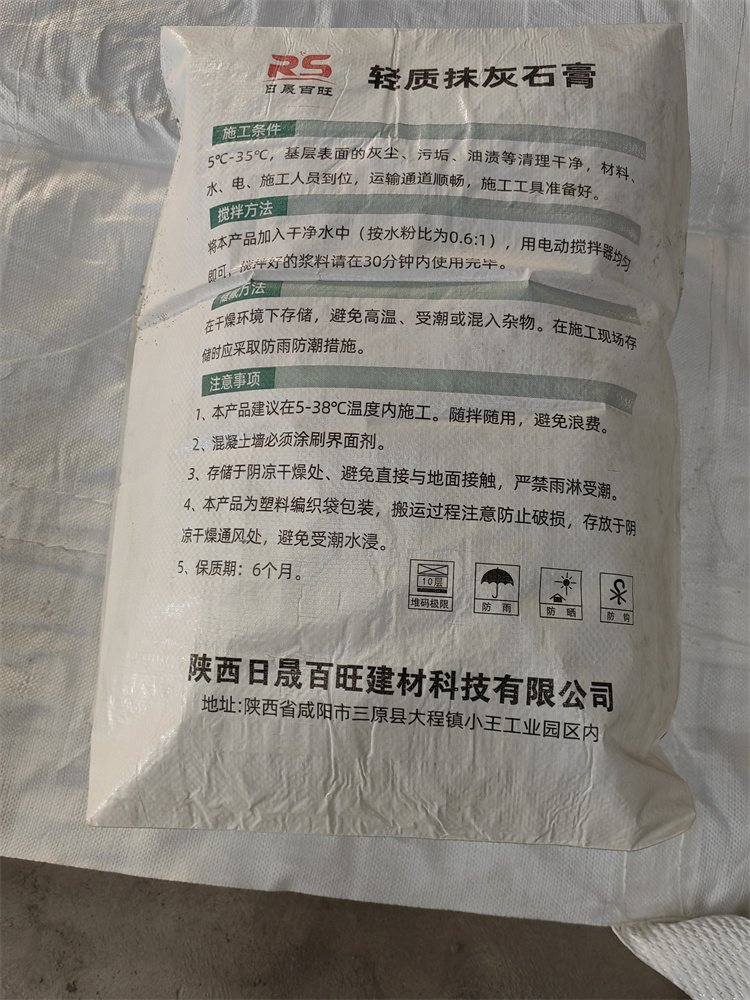 RS
日晟百旺
轻质抹灰石膏
施工条件
5℃-35℃，基层表面的灰尘、污垢、油渍等清理干净，材料、
水、电、施工人员到位，运输通道顺畅，施工工具准备好。
搅拌方法
将本产品加入干净水中（按水粉比为0.6:1），用电动搅拌器均匀
即可，搅拌好的浆料请在30分钟内使用完毕。
方法
在干燥环境下存储，避免高温、受潮或混入杂物。在施工现场存
储时应采取防雨防潮措施。
注意事项
1、本产品建议在5-38℃温度内施工。随拌随用，避免浪费。
2、混凝土墙必须涂刷界面剂。
3、存储于阴凉干燥处、避免直接与地面接触，严禁雨淋受潮。
4、本产品为塑料编织袋包装，搬运过程注意防止破损，存放于阴
凉干燥通风处，避免受潮水浸。
5、保质期：6个月。
10层
堆码极限
防雨
防晒
防钩
陕西日晟百旺建材科技有限公司
地址:陕西省咸阳市三原县大程镇小王工业园区内